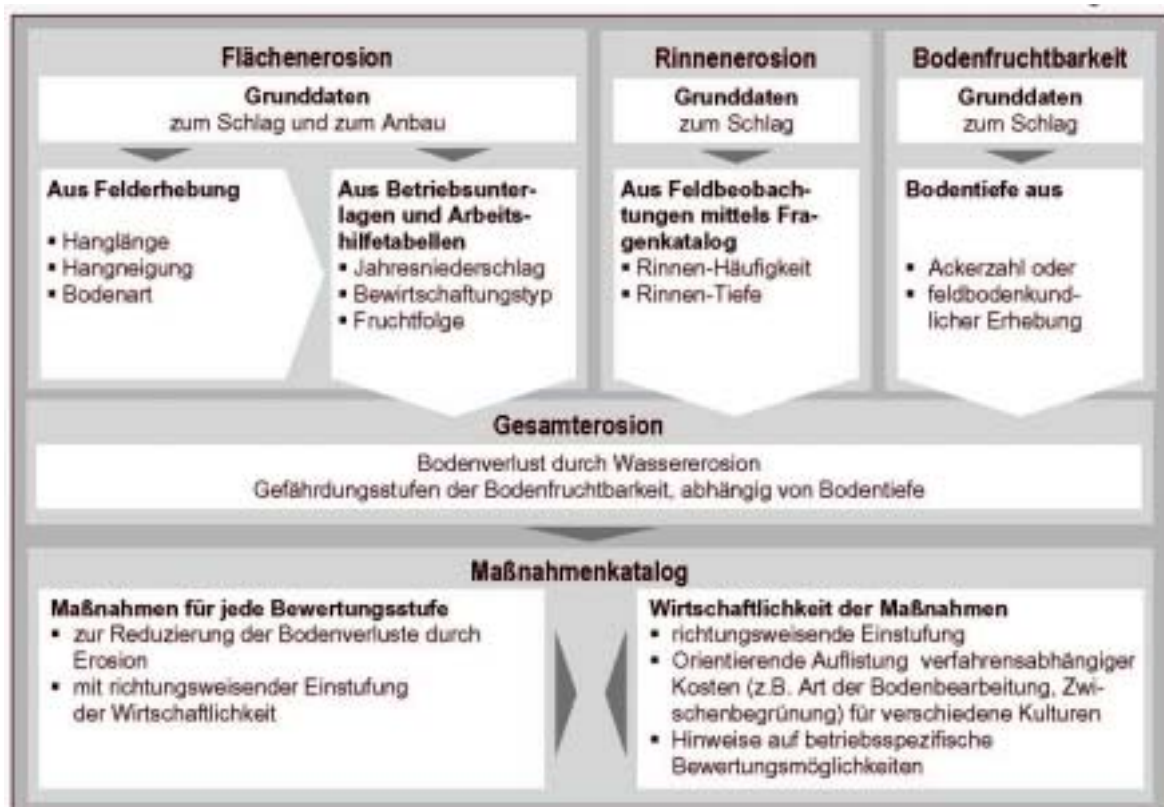 Flächenerosion
Grunddaten
zum Schlag und zum Anbau
Aus Felderhebung
▪ Hanglänge
▪ Hangneigung
▪ Bodenart
Aus Betriebsunter-
lagen und Arbeits-
hilfetabellen
▪ Jahresniederschlag
▪ Bewirtschaftungstyp
▪ Fruchtfolge
Rinnenerosion
Grunddaten
zum Schlag
Aus Feldbeobach-
tungen mittels Fra-
genkatalog
▪ Rinnen-Häufigkeit
▪ Rinnen-Tiefe
Bodenfruchtbarkeit
Grunddaten
zum Schlag
Bodentiefe aus
▪ Ackerzahl oder
▪ feldbodenkund-
licher Erhebung
Gesamterosion
Bodenverlust durch Wassererosion
Gefährdungsstufen der Bodenfruchtbarkeit, abhängig von Bodentiefe
Maßnahmenkatalog
Maßnahmen für jede Bewertungsstufe
▪ zur Reduzierung der Bodenverluste durch
Erosion
▪ mit richtungsweisender Einstufung
der Wirtschaftlichkeit
Wirtschaftlichkeit der Maßnahmen
▪ richtungsweisende Einstufung
▪ Orientierende Auflistung verfahrensabhängiger
Kosten (z.B. Art der Bodenbearbeitung, Zwi-
schenbegrünung) für verschiedene Kulturen
▪ Hinweise auf betriebsspezifische
Bewertungsmöglichkeiten